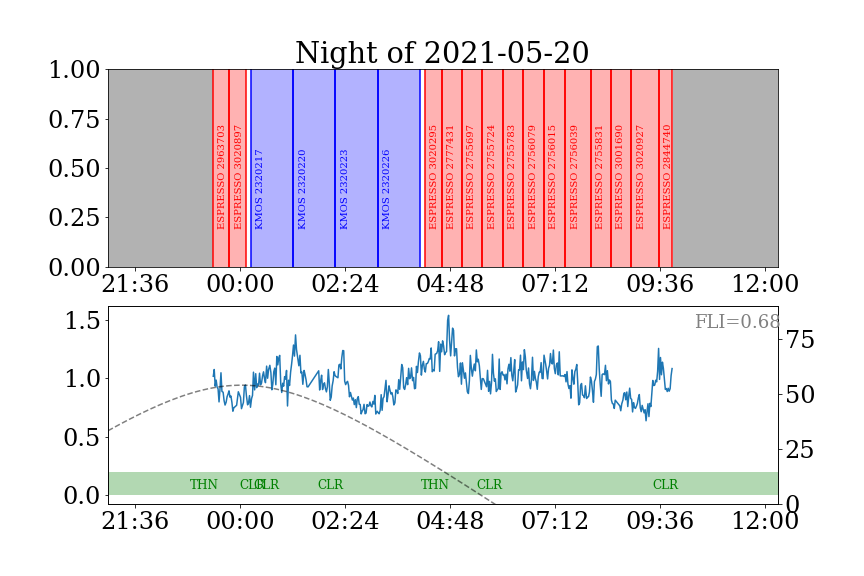 Night of 2021-05-20
1.00
0.75
0.50
0.25
0.00
ESPRESSO 2963703
ESPRESSO 3020897
KMOS 2320217
KMOS 2320220
KMOS 2320223
KMOS 2320226
ESPRESSO 3020295
ESPRESSO 2777431
ESPRESSO 2755697
ESPRESSO 2755724
ESPRESSO 2755783
ESPRESSO 2756079
ESPRESSO 2756015
ESPRESSO 2756039
ESPRESSO 2755831
ESPRESSO 3001690
ESPRESSO 3020927
ESPRESSO 2844740
21:36 00:00 02:24 04:48 07:12 09:36 12:00
FLI=0.68
1.5
1.0
0.5
0.0
75
50
25
0
THN CLR CLR CLR THN CLR CLR
21:36 00:00 02:24 04:48 07:12 09:36 12:00